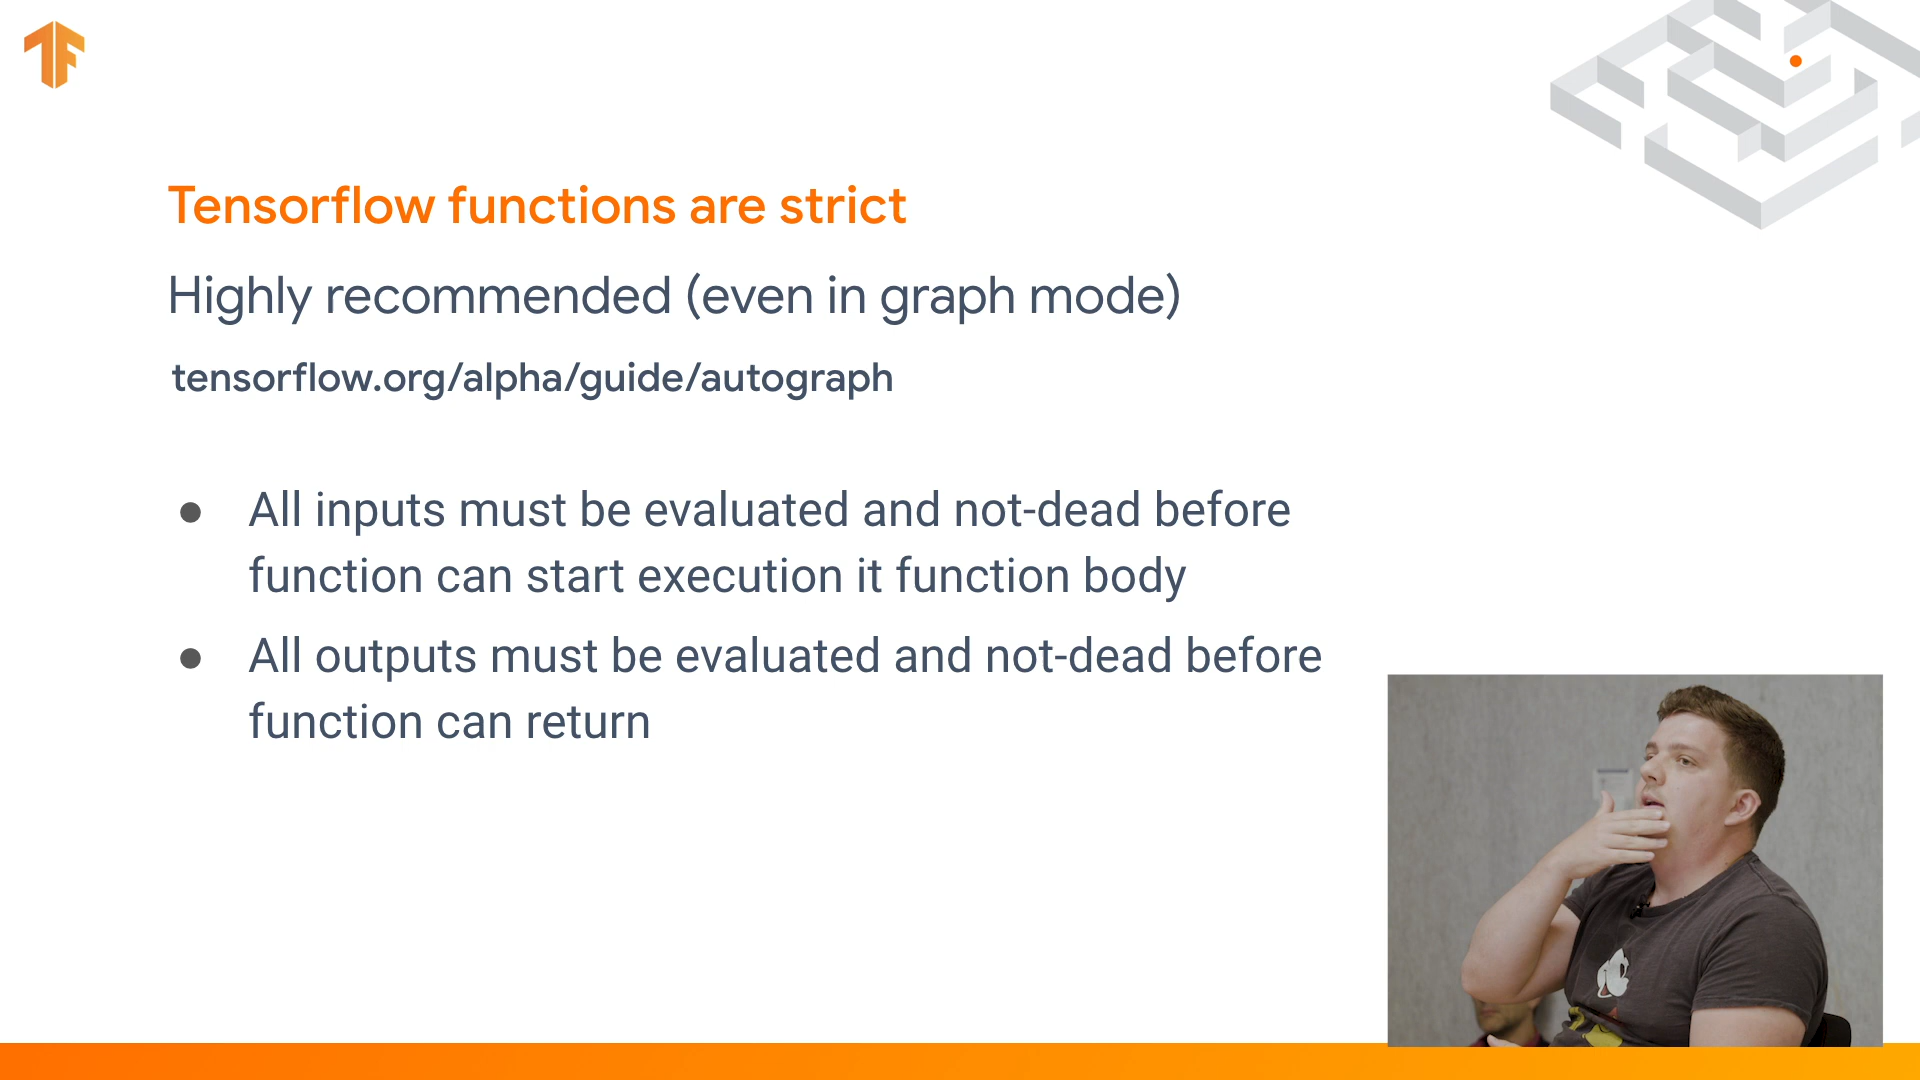 Tensorflow functions are strict
Highly recommended (even in graph mode)
tensorflow.org/alpha/guide/autograph
● All inputs must be evaluated and not-dead before
function can start execution it function body
● All outputs must be evaluated and not-dead before
function can return